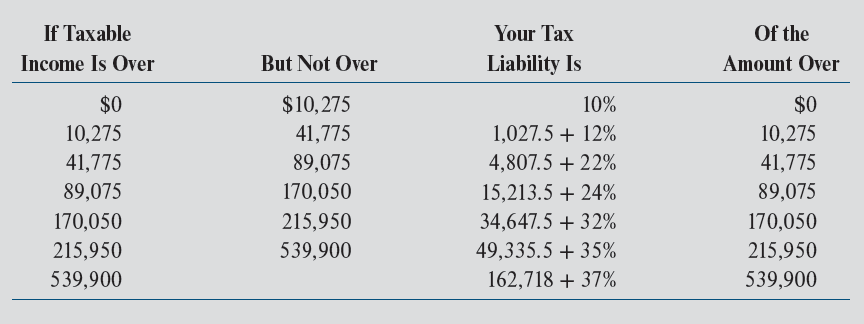 If Taxable Your Tax Of the
Income Is Over But Not Over Liability Is Amount Over
$0 $10,275 10% $0
10,275 41,775 1,027.5 + 12% 10,275
41,775 89,075 4,807.5 + 22% 41,775
89,075 170,050 15,213.5 + 24% 89,075
170,050 215,950 34,647.5 + 32% 170,050
215,950 539,900 49,335.5 + 35% 215,950
539,900 162,718 + 37% 539,900